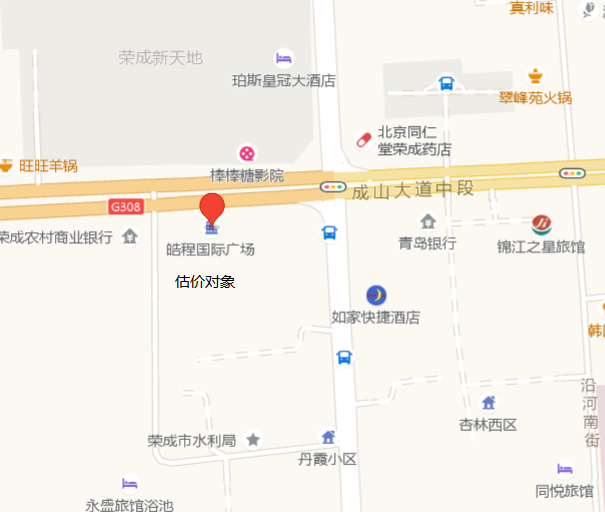 真利味
荣成新天地
珀斯皇冠大酒店
翠峰苑火锅
北京同仁
堂荣成药店
旺旺羊锅
棒棒糖影院
成山大道中段
G308
荣成农村商业银行
皓程国际广场
青岛银行
锦江之星旅馆
估价对象
如家快捷酒店
沿河南街
杏林西区
荣成市水利局
丹霞小区
同悦旅馆
永盛旅馆浴池